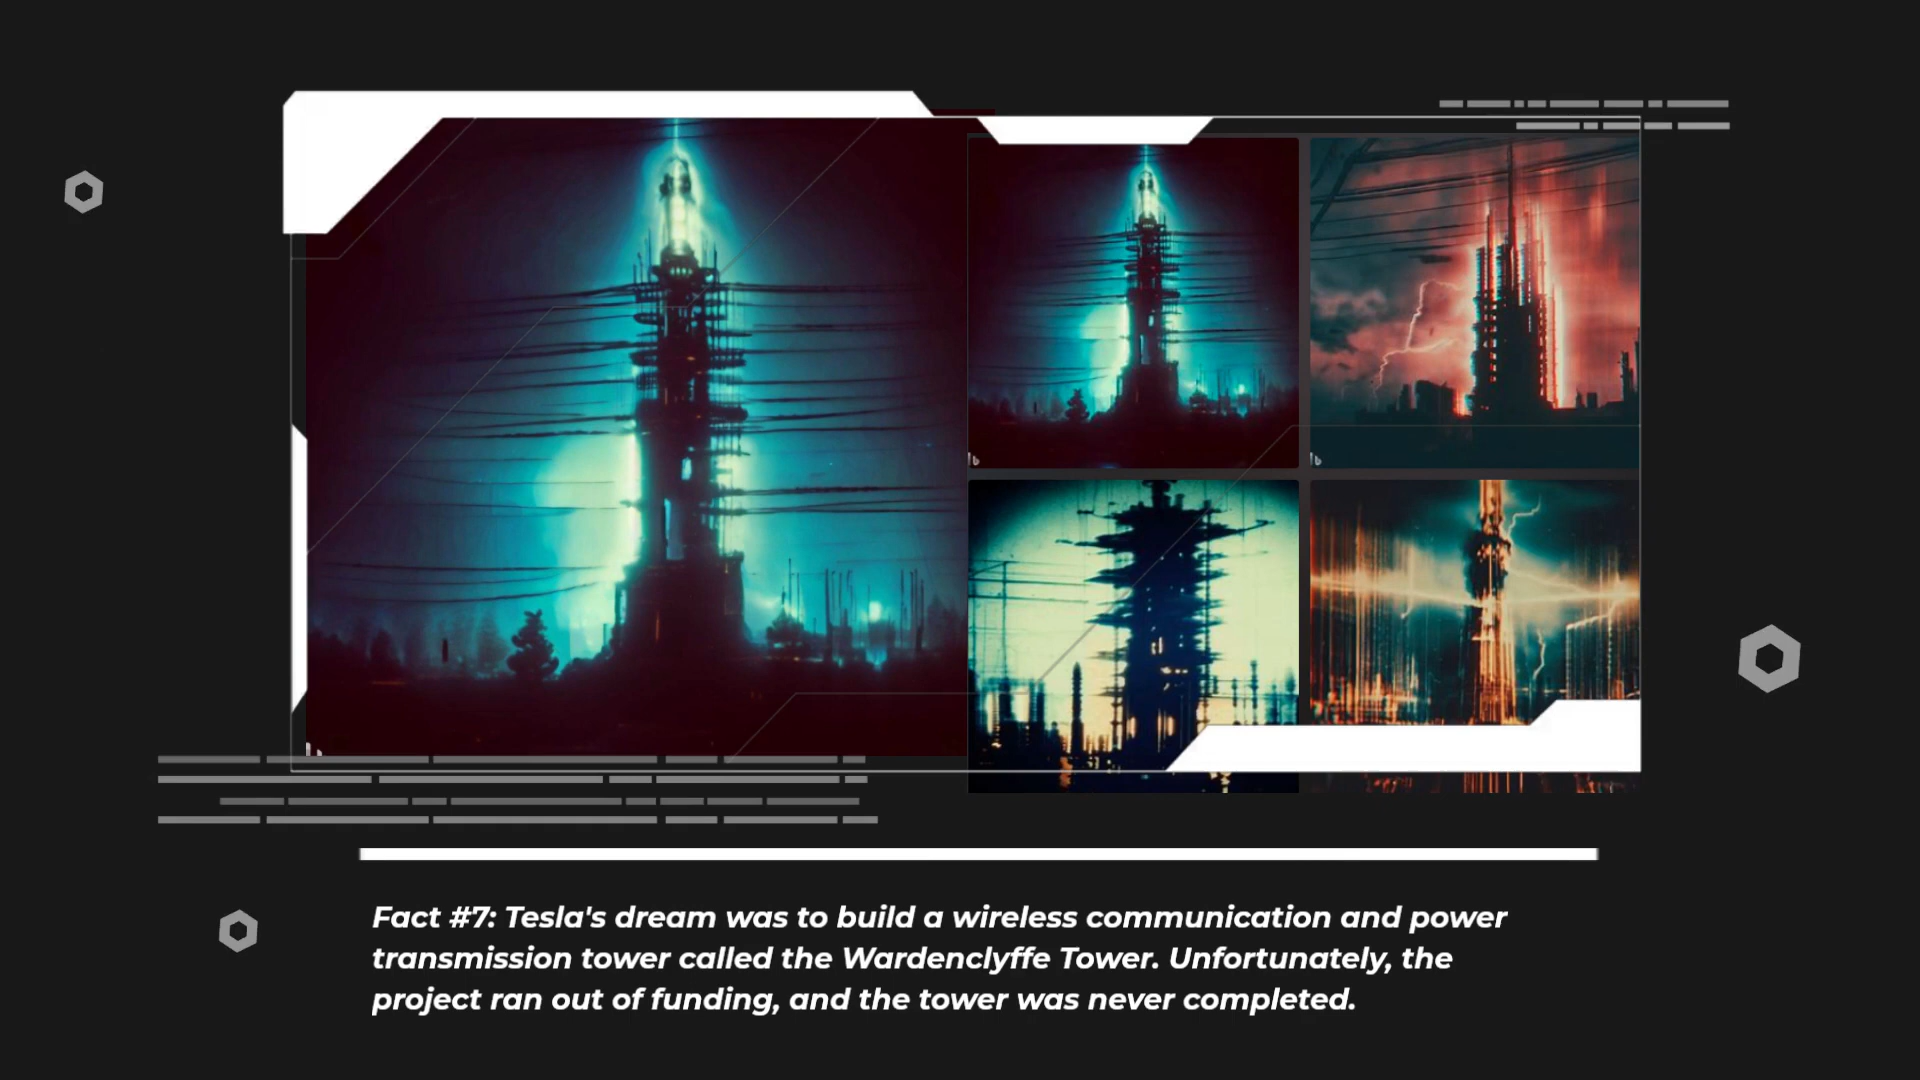 Fact #7: Tesla's dream was to build a wireless communication and power
transmission tower called the Wardenclyffe Tower. Unfortunately, the
project ran out of funding, and the tower was never completed.